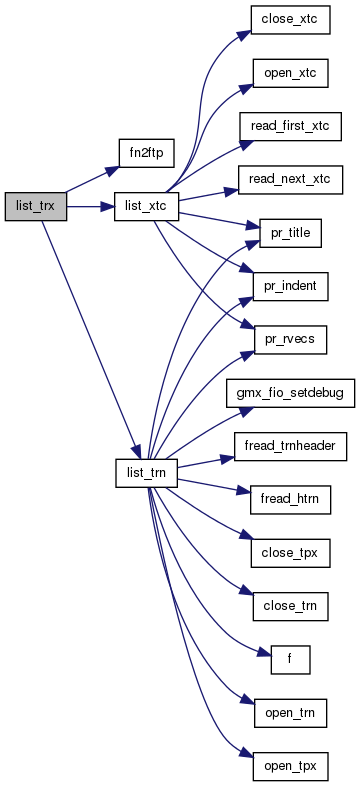 close_xtc
open_xtc
read_first_xtc
fn2ftp
read_next_xtc
list_trx
list_xtc
pr_title
pr_indent
pr_rvecs
gmx_fio_setdebug
fread_trnheader
list_trn
fread_htrn
close_tpx
close_trn
f
open_trn
open_tpx